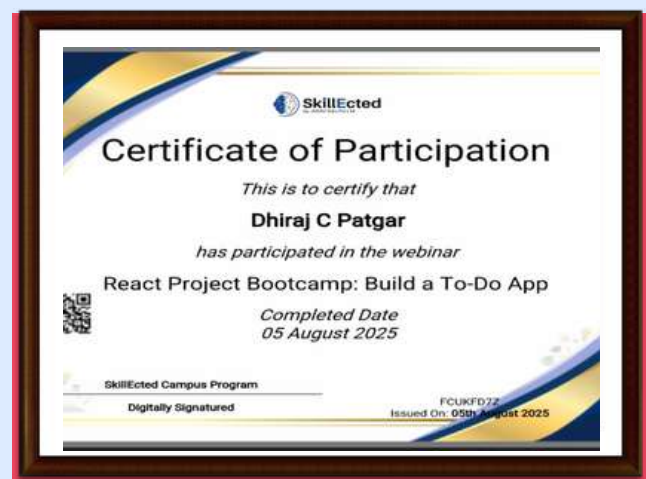 SkillEcted
Certificate of Participation
This is to certify that
Dhiraj C Patgar
has participated in the webinar
React Project Bootcamp: Build a To-Do App
Completed Date
05 August 2025
SkillEcted Campus Program
Digitally Signatured
FCUKFD7Z
Issued On: 05th August 2025